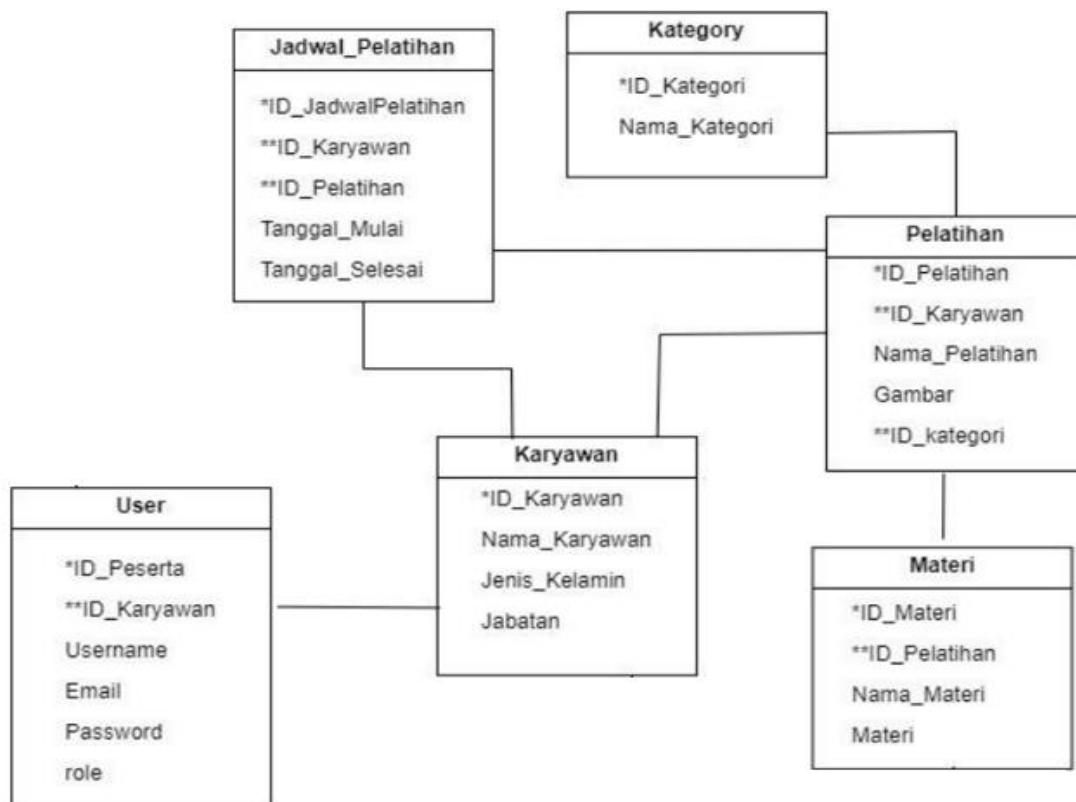 Jadwal_Pelatihan
*ID_JadwalPelatihan
**ID_Karyawan
**ID_Pelatihan
Tanggal_Mulai
Tanggal_Selesai
Kategory
*ID_Kategori
Nama_Kategori
Pelatihan
*ID_Pelatihan
**ID_Karyawan
Nama_Pelatihan
Gambar
**ID_kategori
Karyawan
*ID_Karyawan
Nama_Karyawan
Jenis_Kelamin
Jabatan
User
*ID_Peserta
**ID_Karyawan
Username
Email
Password
role
Materi
*ID_Materi
**ID_Pelatihan
Nama_Materi
Materi